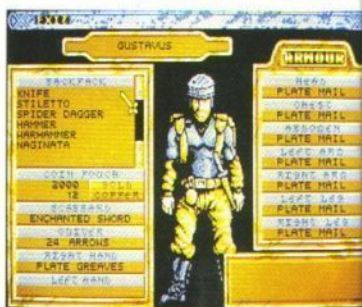 EXIT
GUSTAVUS
BACKPACK
KNIFE
STILETTO
SPIDER DAGGER
HAMMER
WARHAMMER
NAGINATA
COIN POUCH
2000 GOLD
12 COPPER
SCABBARD
ENCHANTED SWORD
QUIVER
24 ARROWS
RIGHT HAND
PLATE GREAVES
LEFT HAND
ARMOUR
HEAD
PLATE MAIL
CHEST
PLATE MAIL
ABDOMEN
PLATE MAIL
LEFT ARM
PLATE MAIL
RIGHT ARM
PLATE MAIL
LEFT LEG
PLATE MAIL
RIGHT LEG
PLATE MAIL